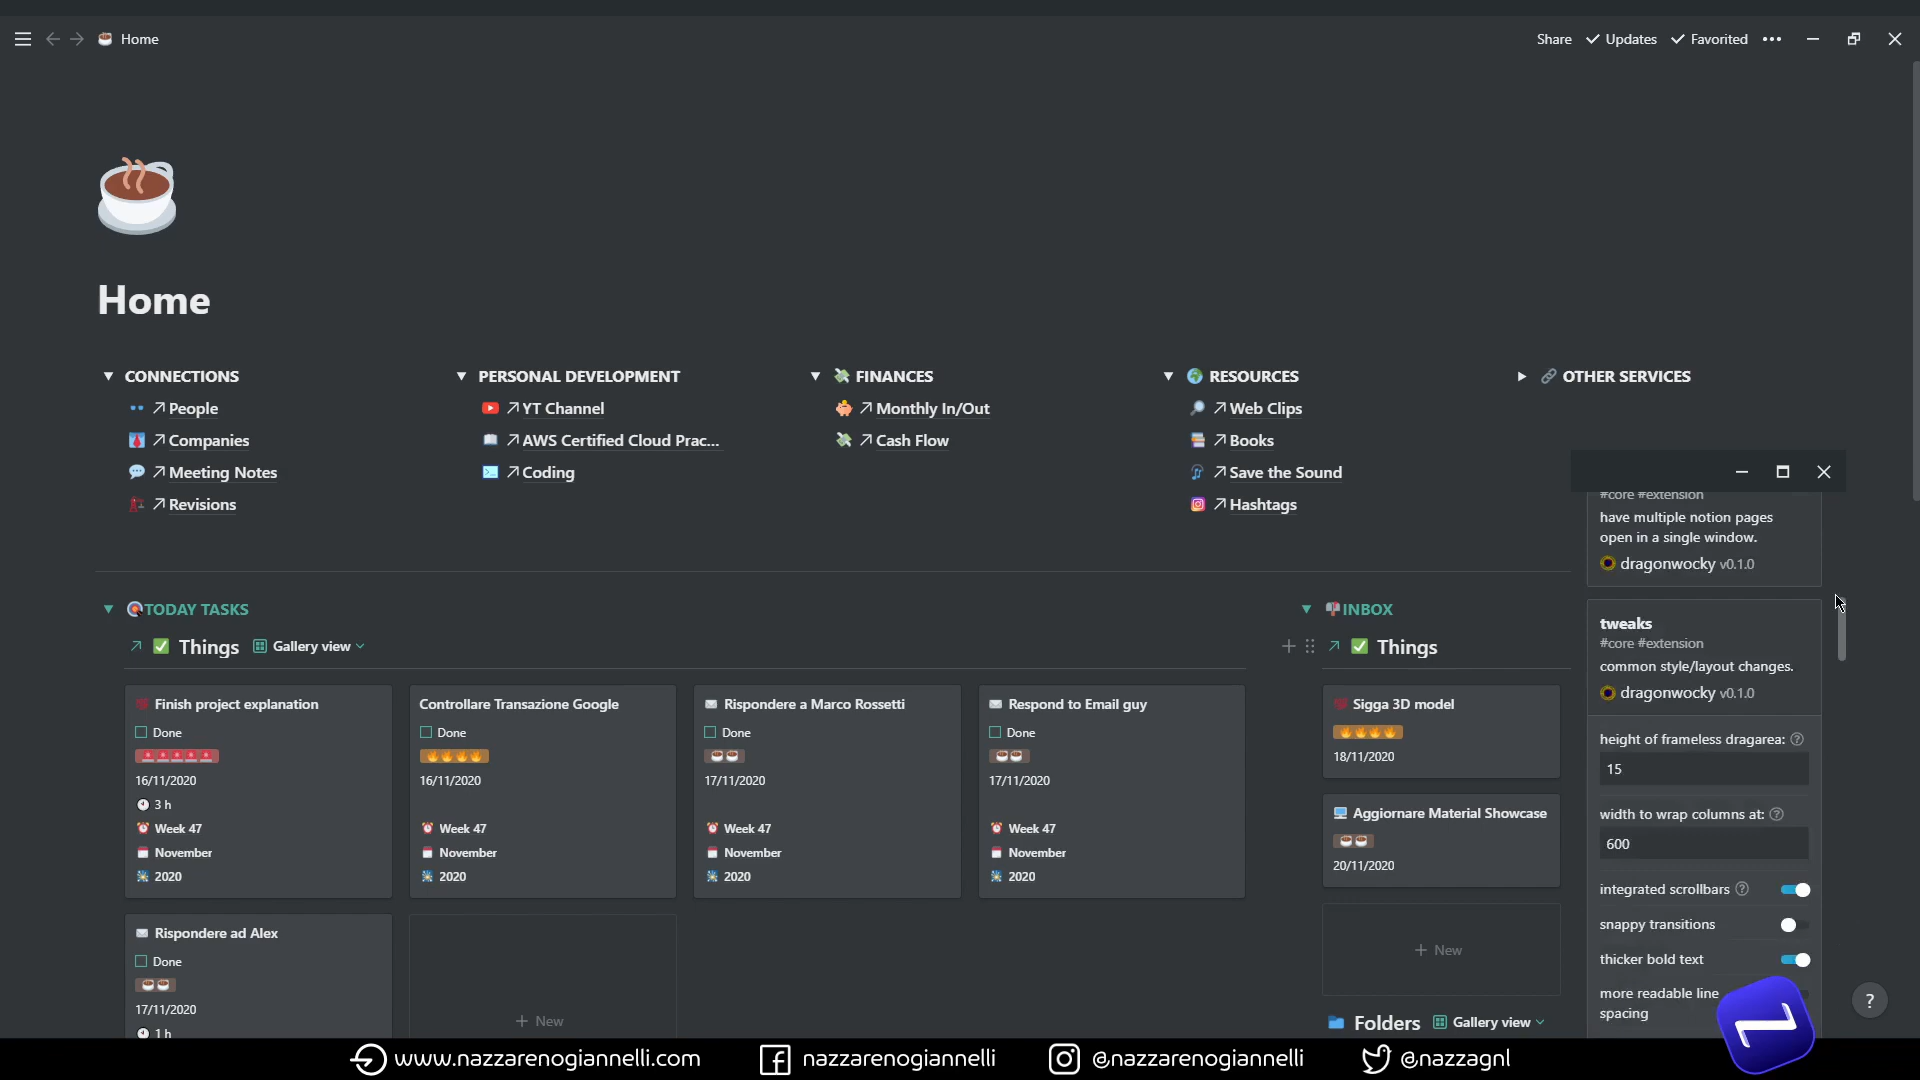 Home
Share
Updates
Favorited
Home
CONNECTIONS
People
Companies
Meeting Notes
Revisions
PERSONAL DEVELOPMENT
YT Channel
AWS Certified Cloud Prac...
Coding
FINANCES
Monthly In/Out
Cash Flow
RESOURCES
Web Clips
Books
Save the Sound
Hashtags
OTHER SERVICES
#core #extension
have multiple notion pages
open in a single window.
dragonwocky v0.1.0
tweaks
#core #extension
common style/layout changes.
dragonwocky v0.1.0
height of frameless dragarea: ?
15
width to wrap columns at: ?
600
integrated scrollbars ?
snappy transitions
thicker bold text
more readable line
spacing
TODAY TASKS
Things
Gallery view
Finish project explanation
Done
16/11/2020
3 h
Week 47
November
2020
Controllare Transazione Google
Done
16/11/2020
Week 47
November
2020
Rispondere a Marco Rossetti
Done
17/11/2020
Week 47
November
2020
Respond to Email guy
Done
17/11/2020
Week 47
November
2020
Rispondere ad Alex
Done
17/11/2020
1 h
+ New
INBOX
Things
Sigga 3D model
18/11/2020
Aggiornare Material Showcase
20/11/2020
+ New
Folders
Gallery view
?
www.nazzarenogiannelli.com
nazzarenogiannelli
@nazzarenogiannelli
@nazzagnl